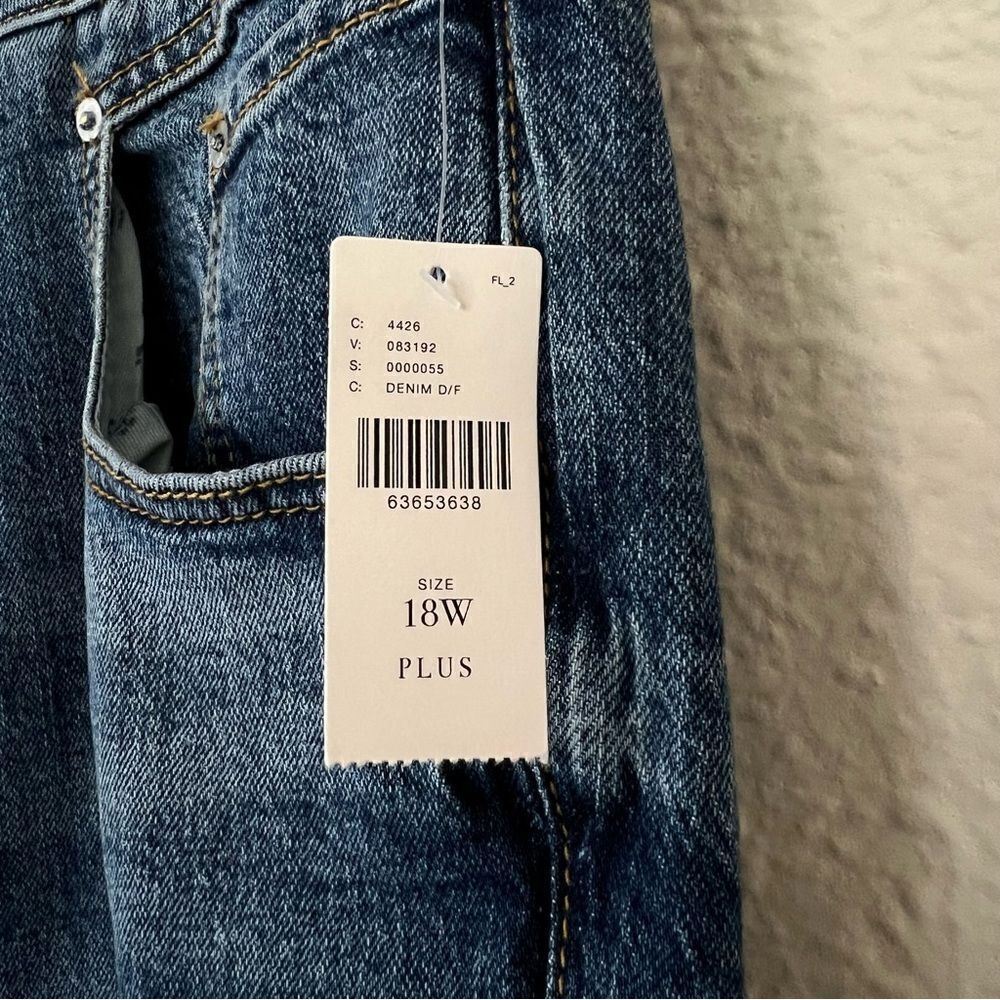 FL_2
C: 4426
V: 083192
S: 0000055
C: DENIM D/F
63653638
SIZE
18W
PLUS